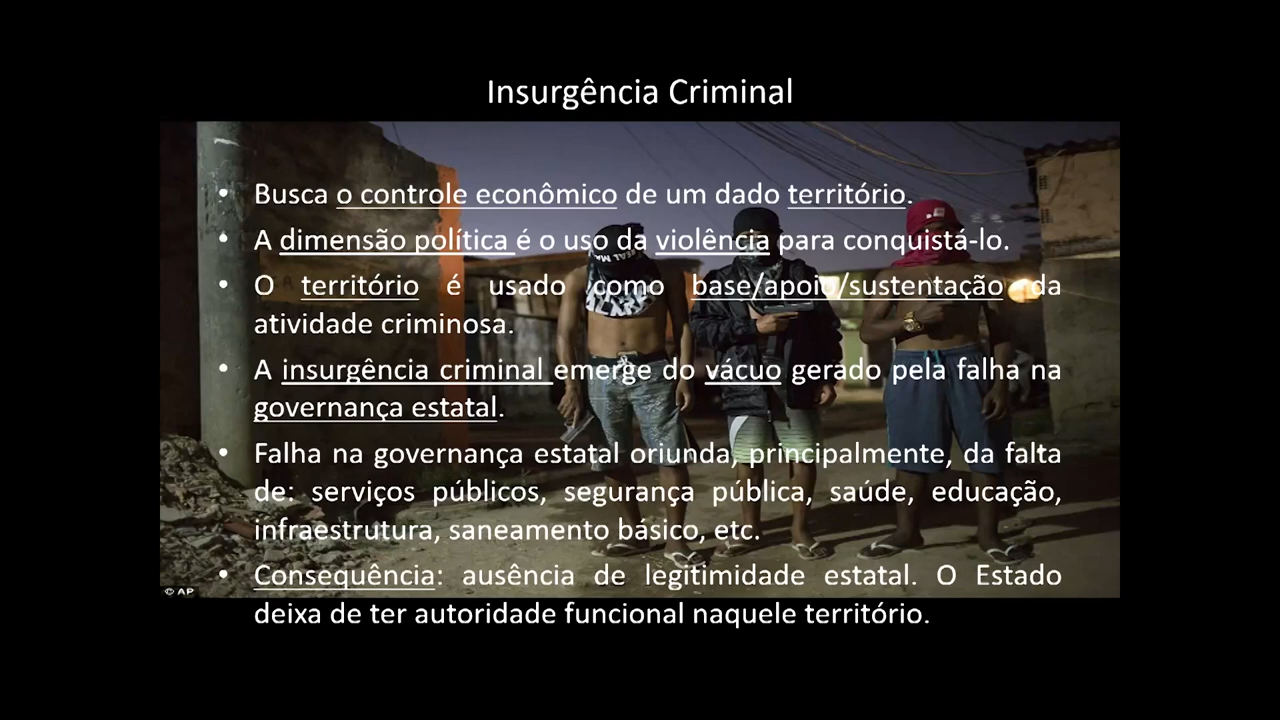 Insurgência Criminal
• Busca o controle econômico de um dado território.
• A dimensão política é o uso da violência para conquistá-lo.
• O território é usado como base/apoio/sustentação da
atividade criminosa.
• A insurgência criminal emerge do vácuo gerado pela falha na
governança estatal.
• Falha na governança estatal oriunda, principalmente, da falta
de: serviços públicos, segurança pública, saúde, educação,
infraestrutura, saneamento básico, etc.
• Consequência: ausência de legitimidade estatal. O Estado
deixa de ter autoridade funcional naquele território.
© AP